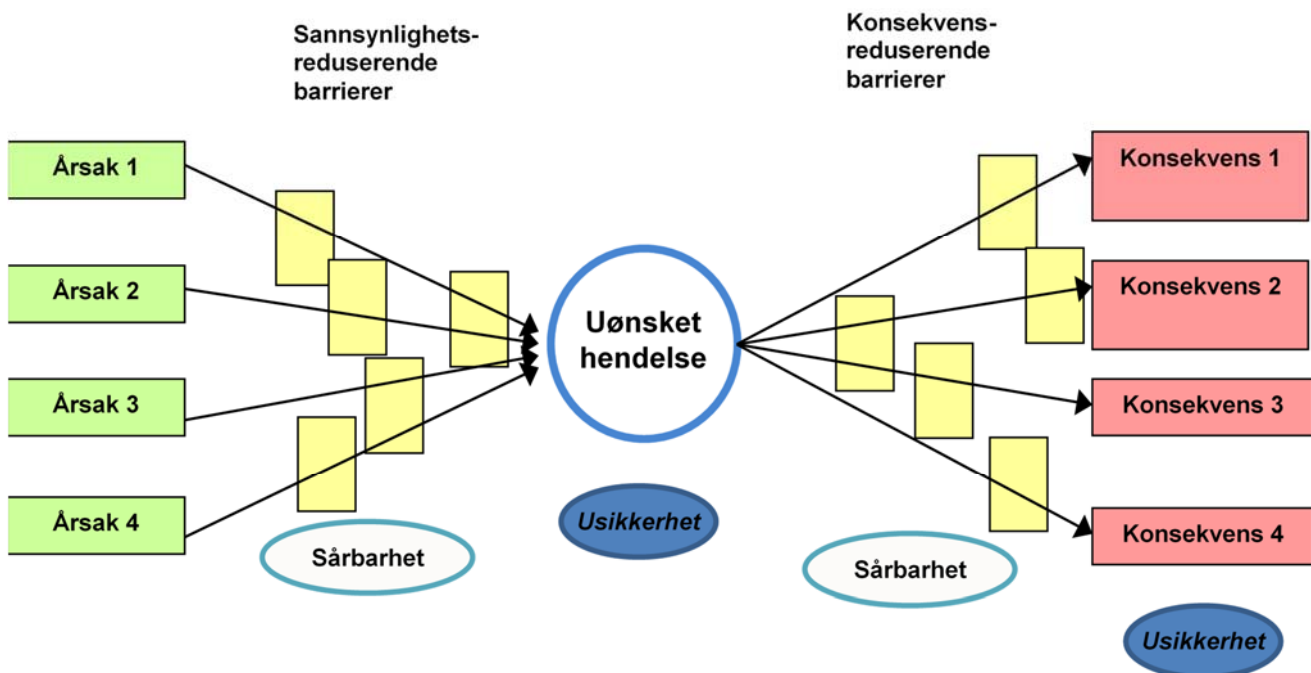 Sannsynlighets-
reduserende
barrierer
Konsekvens-
reduserende
barrierer
Årsak 1
Årsak 2
Årsak 3
Årsak 4
Uønsket
hendelse
Konsekvens 1
Konsekvens 2
Konsekvens 3
Konsekvens 4
Sårbarhet
Usikkerhet
Sårbarhet
Usikkerhet